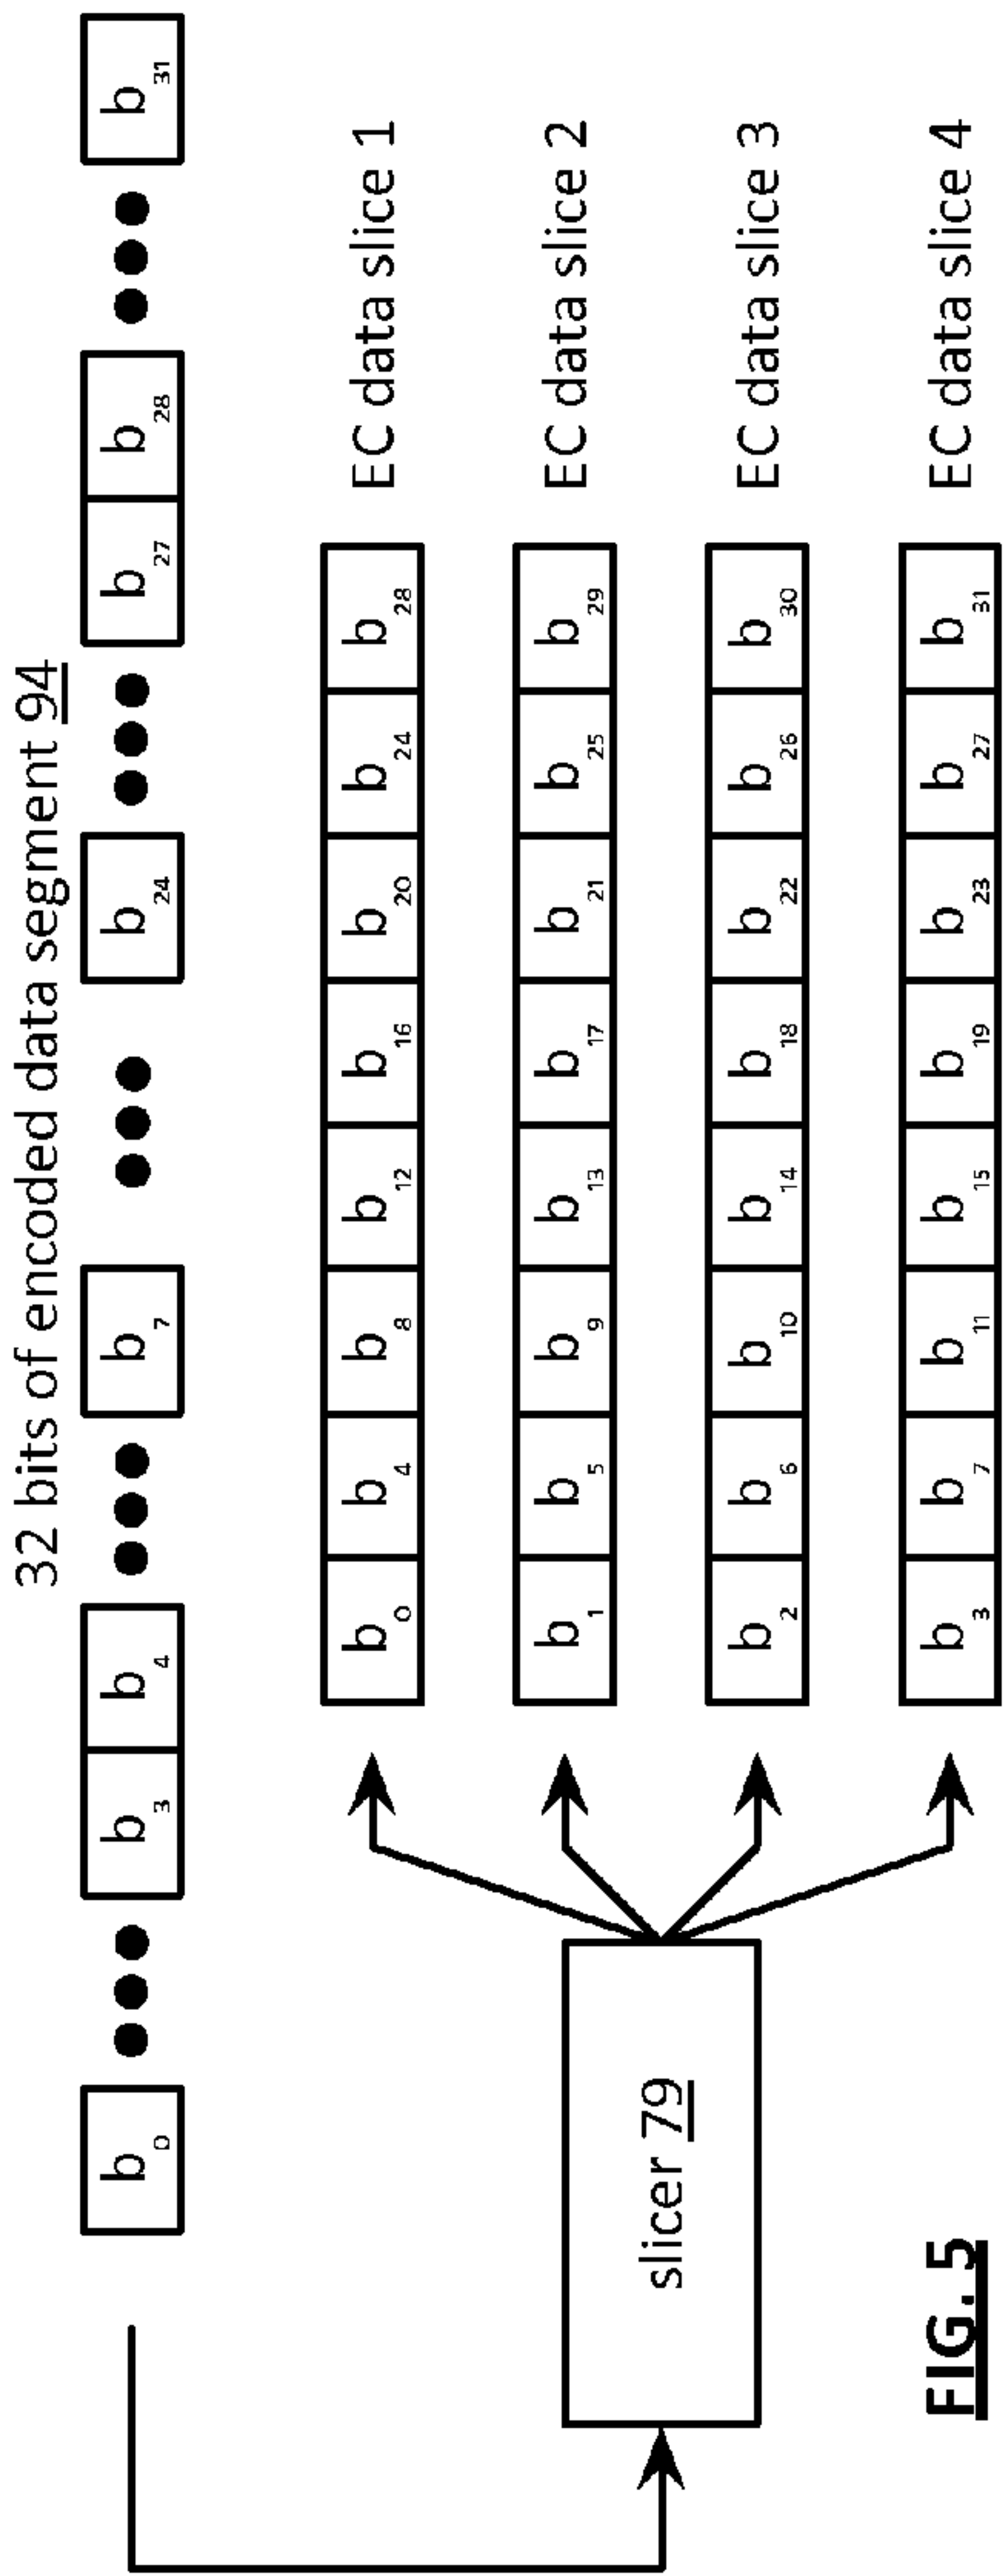 32 bits of encoded data segment 94
b0 ●●● b3 b4 ●●● b7 ●●● b24 ●●● b27 b28 ●●● b31
b0 b4 b8 b12 b16 b20 b24 b28 EC data slice 1
b1 b5 b9 b13 b17 b21 b25 b29 EC data slice 2
slicer 79
b2 b6 b10 b14 b18 b22 b26 b30 EC data slice 3
b3 b7 b11 b15 b19 b23 b27 b31 EC data slice 4
FIG. 5